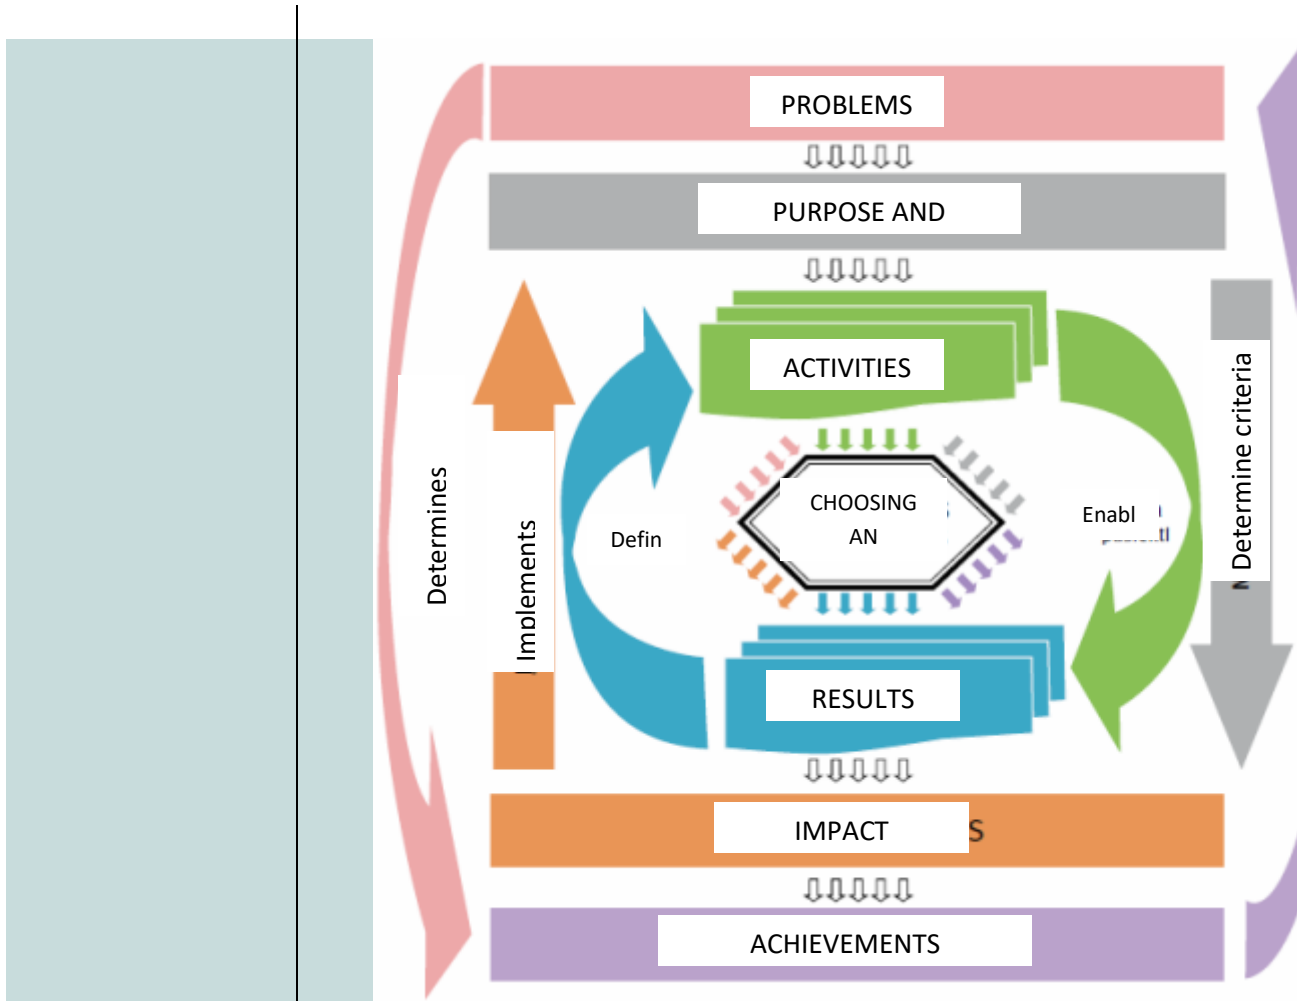 PROBLEMS
PURPOSE AND
ACTIVITIES
Determines
Implements
Defin
CHOOSING
AN
Enabl
Determine criteria
RESULTS
IMPACT
S
ACHIEVEMENTS